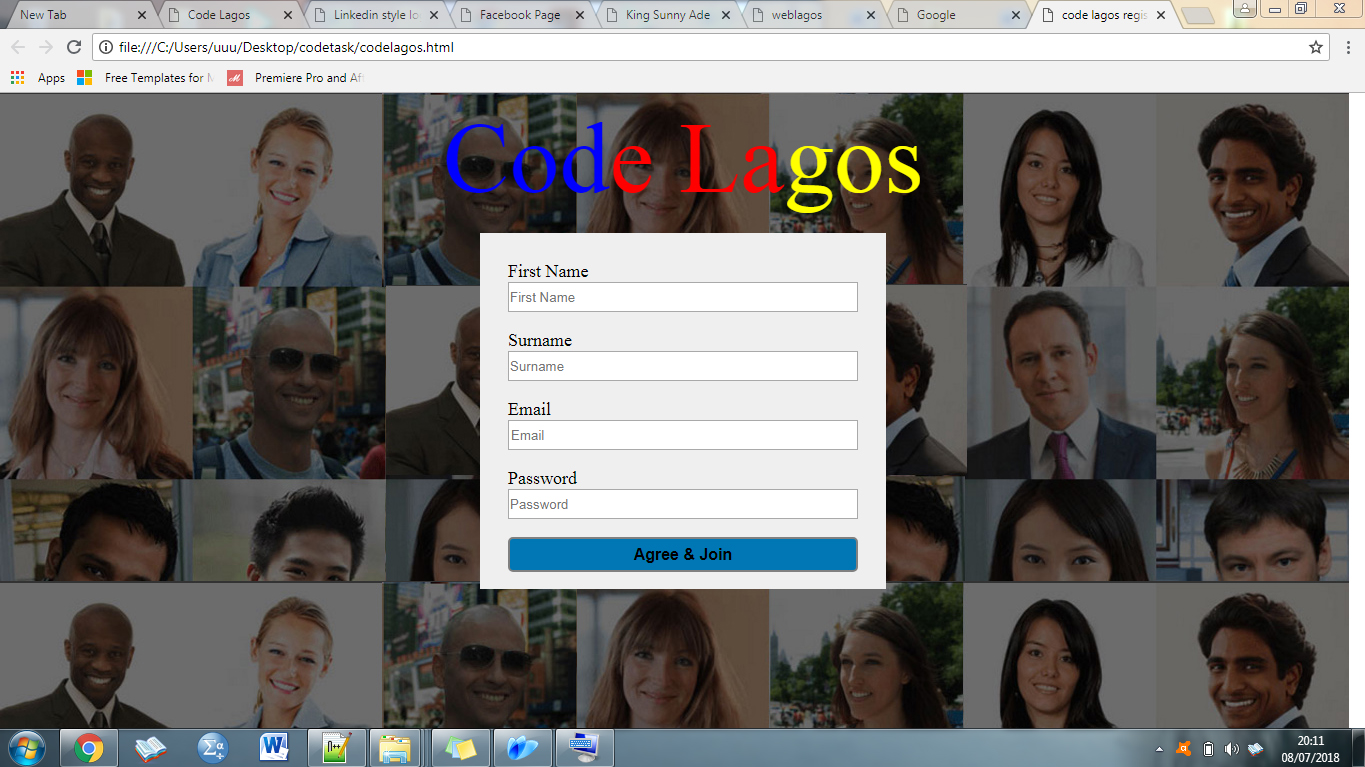 New Tab
Code Lagos
Linkedin style lo
Facebook Page
King Sunny Ade
weblagos
Google
code lagos regis
file:///C:/Users/uuu/Desktop/codetask/codelagos.html
Apps
Free Templates for M
Premiere Pro and Aft
Code Lagos
First Name
First Name
Surname
Surname
Email
Email
Password
Password
Agree & Join
20:11
08/07/2018